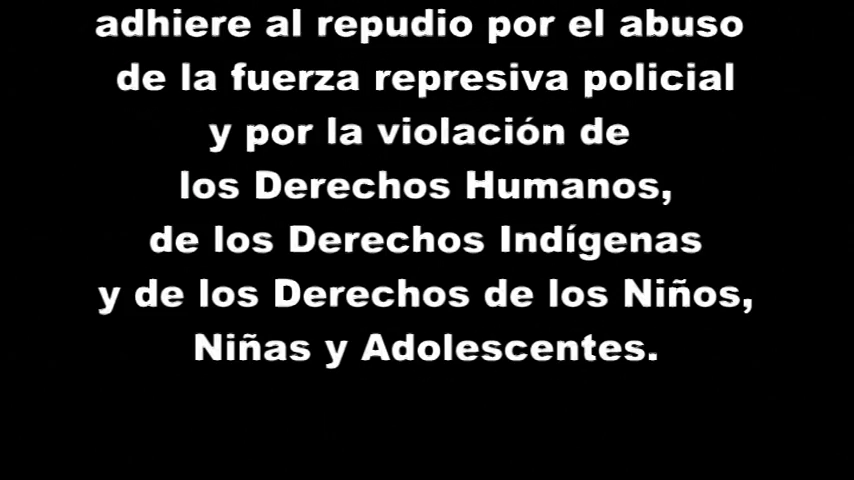 adhiere al repudio por el abuso
de la fuerza represiva policial
y por la violación de
los Derechos Humanos,
de los Derechos Indígenas
y de los Derechos de los Niños,
Niñas y Adolescentes.